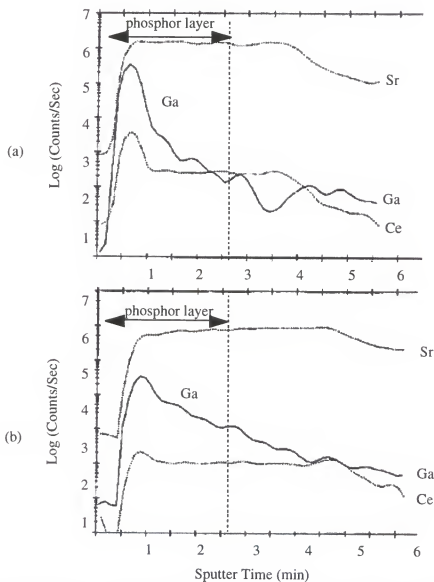 7
phosphor layer
6
Sr
5
Ga
4
(a)
Log (Counts/Sec)
3
2
Ga
Ce
1
1 2 3 4 5 6
7
phosphor layer
6
Sr
5
Ga
4
(b)
Log (Counts/Sec)
3
2
Ga
Ce
1
1 2 3 4 5 6
Sputter Time (min)